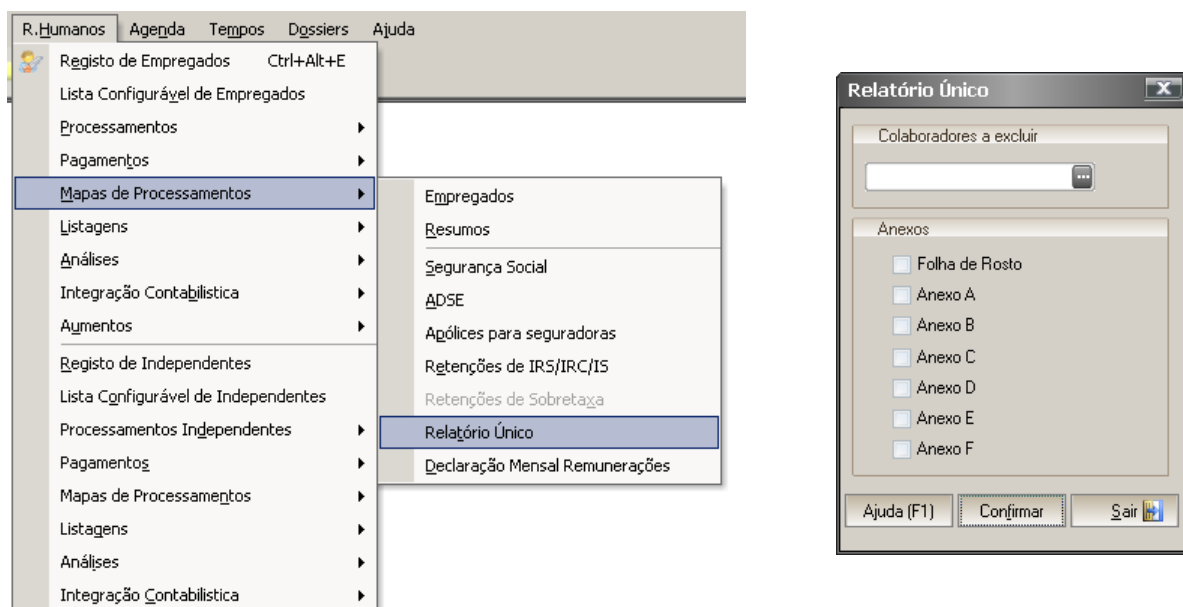 R.Humanos Agenda Tempos Dossiers Ajuda
Registo de Empregados Ctrl+Alt+E
Lista Configurável de Empregados
Processamentos
Pagamentos
Mapas de Processamentos
Listagens
Análises
Integração Contabilistica
Aumentos
Registo de Independentes
Lista Configurável de Independentes
Processamentos Independentes
Pagamentos
Mapas de Processamentos
Listagens
Análises
Integração Contabilistica
Empregados
Resumos
Segurança Social
ADSE
Apólices para seguradoras
Retenções de IRS/IRC/IS
Retenções de Sobretaxa
Relatório Único
Declaração Mensal Remunerações
Relatório Único
Colaboradores a excluir
Anexos
Folha de Rosto
Anexo A
Anexo B
Anexo C
Anexo D
Anexo E
Anexo F
Ajuda (F1) Confirmar Sair